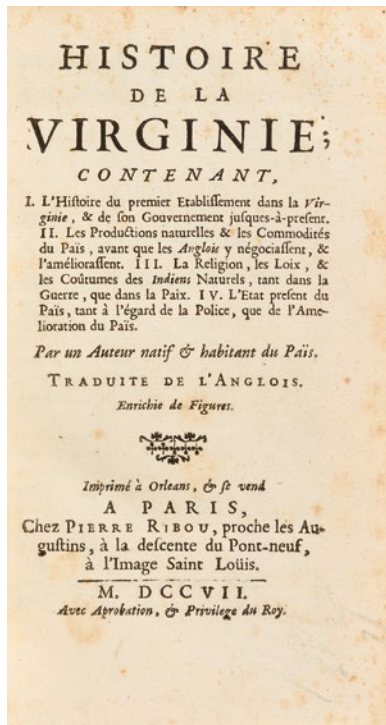 HISTOIRE
DE LA
VIRGINIE;
CONTENANT,
I. L'Hiſtoire du premier Etabliſſement dans la Vir-
ginie, & de ſon Gouvernement juſques-à-preſent.
II. Les Productions naturelles & les Commodités
du Païs, avant que les Anglois y négociaſſent, &
l'amélioraſſent. III. La Religion, les Loix, &
les Coûtumes des Indiens Naturels, tant dans la
Guerre, que dans la Paix. IV. L'Etat preſent du
Païs, tant à l'égard de la Police, que de l'Ame-
lioration du Païs.
Par un Auteur natif & habitant du Païs.
TRADUITE DE L'ANGLOIS.
Enrichie de Figures.
Imprimé à Orleans, & ſe vend
A PARIS,
Chez PIERRE RIBOU, proche les Au-
guſtins, à la deſcente du Pont-neuf,
à l'Image Saint Loüis.
M. DCCVII.
Avec Aprobation, & Privilege du Roy.